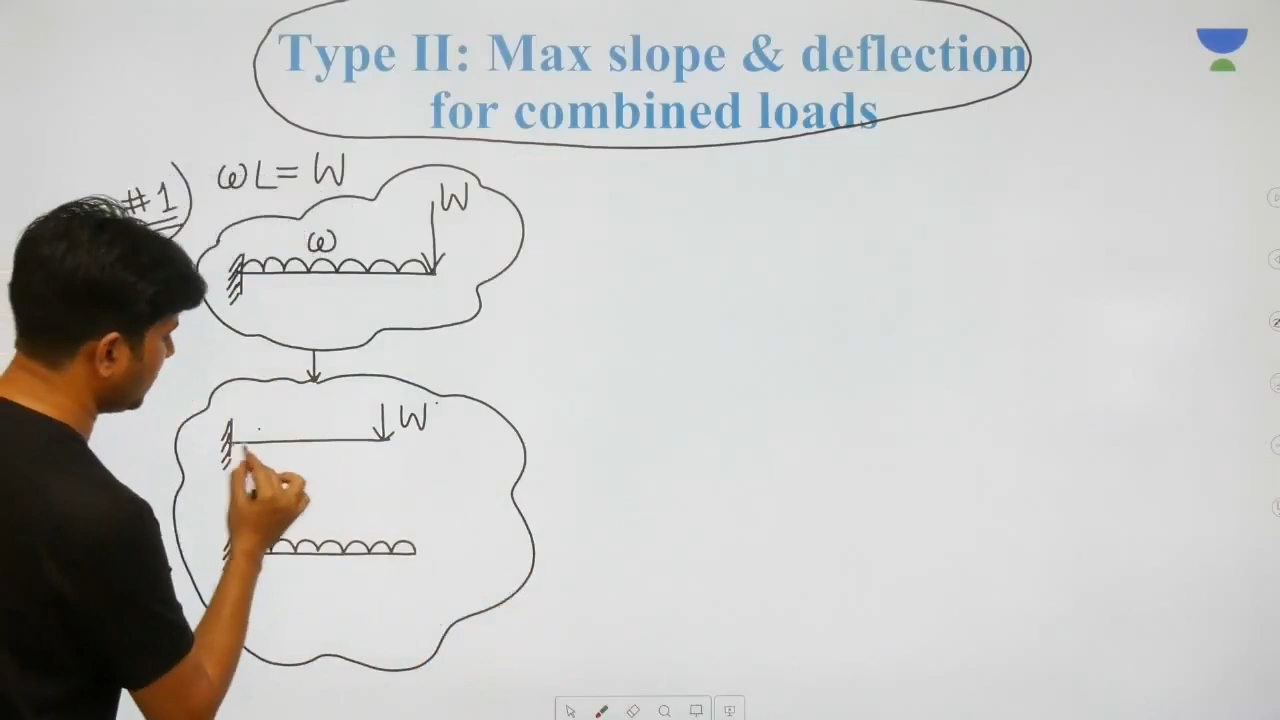 Type II: Max slope & deflection
for combined loads
#1)
ωL = W
W
ω
W